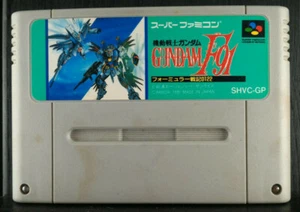 スーパーファミコン
機動戦士ガンダム
GUNDAM F91
フォーミュラー戦記0122
SHVC-GP